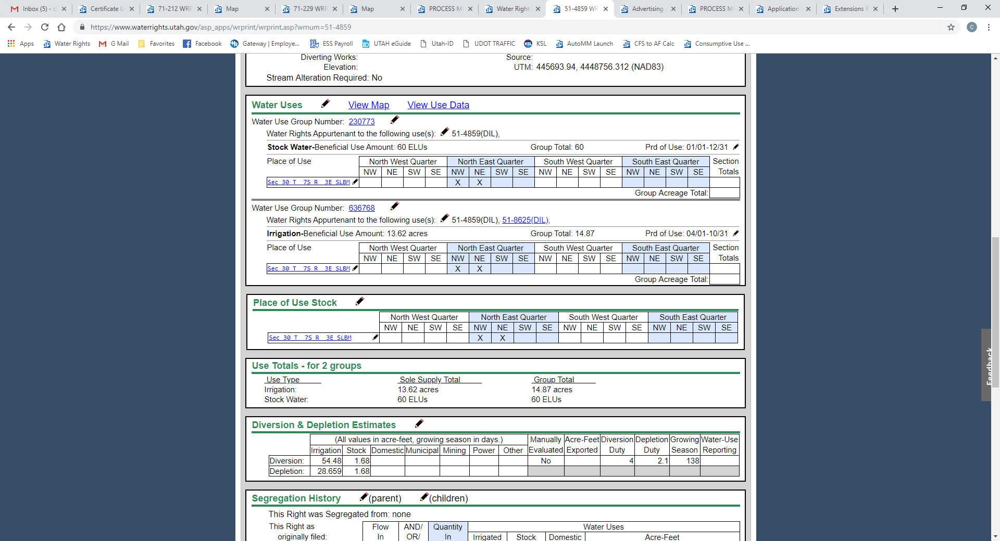 Inbox (5) - c
Certificate Li
71-212 WRP
Map
71-229 WRP
Map
PROCESS M
Water Right
51-4859 WR
Advertising
PROCESS M
Application
Extensions P
https://www.waterrights.utah.gov/asp_apps/wrprint/wrprint.asp?wrnum=51-4859
C
Apps Water Rights G Mail Favorites Facebook Gateway | Employe... ESS Payroll UTAH eGuide Utah-ID UDOT TRAFFIC KSL AutoMM Launch CFS to AF Calc Consumptive Use ...
Diverting Works: Source:
Elevation: UTM: 445693.94, 4448756.312 (NAD83)
Stream Alteration Required: No
Water Uses View Map View Use Data
Water Use Group Number: 230773
Water Rights Appurtenant to the following use(s): 51-4859(DIL),
Stock Water-Beneficial Use Amount: 60 ELUs Group Total: 60 Prd of Use: 01/01-12/31
Place of Use North West Quarter North East Quarter South West Quarter South East Quarter Section
NW NE SW SE NW NE SW SE NW NE SW SE NW NE SW SE Totals
Sec 30 T 7S R 3E SLBM X X
Group Acreage Total:
Water Use Group Number: 636768
Water Rights Appurtenant to the following use(s): 51-4859(DIL), 51-8625(DIL),
Irrigation-Beneficial Use Amount: 13.62 acres Group Total: 14.87 Prd of Use: 04/01-10/31
Place of Use North West Quarter North East Quarter South West Quarter South East Quarter Section
NW NE SW SE NW NE SW SE NW NE SW SE NW NE SW SE Totals
Sec 30 T 7S R 3E SLBM X X
Group Acreage Total:
Place of Use Stock
North West Quarter North East Quarter South West Quarter South East Quarter
NW NE SW SE NW NE SW SE NW NE SW SE NW NE SW SE
Sec 30 T 7S R 3E SLBM X X
Use Totals - for 2 groups
Use Type Sole Supply Total Group Total
Irrigation: 13.62 acres 14.87 acres
Stock Water: 60 ELUs 60 ELUs
Diversion & Depletion Estimates
(All values in acre-feet, growing season in days.) Manually Acre-Feet Diversion Depletion Growing Water-Use
Irrigation Stock Domestic Municipal Mining Power Other Evaluated Exported Duty Duty Season Reporting
Diversion: 54.48 1.68 No 4 2.1 138
Depletion: 28.659 1.68
Segregation History (parent) (children)
This Right was Segregated from: none
This Right as Flow AND/ Quantity Water Uses
originally filed: In OR/ In Irrigated Stock Domestic Acre-Feet
Feedback